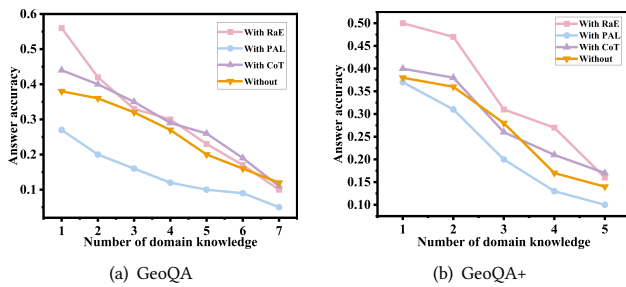 0.6
0.5
0.4
0.3
0.2
0.1
Answer accuracy
With RaE
With PAL
With CoT
Without
1 2 3 4 5 6 7
Number of domain knowledge
(a) GeoQA
0.50
0.45
0.40
0.35
0.30
0.25
0.20
0.15
0.10
Answer accuracy
With RaE
With PAL
With CoT
Without
1 2 3 4 5
Number of domain knowledge
(b) GeoQA+